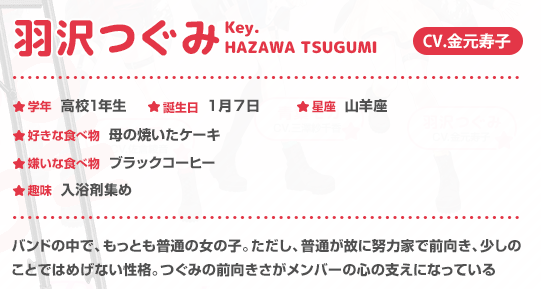 羽沢つぐみ Key. HAZAWA TSUGUMI CV.金元寿子
学年 高校1年生 誕生日 1月7日 星座 山羊座
好きな食べ物 母の焼いたケーキ
嫌いな食べ物 ブラックコーヒー
趣味 入浴剤集め
バンドの中で、もっとも普通の女の子。ただし、普通が故に努力家で前向き、少しの
ことではめげない性格。つぐみの前向きさがメンバーの心の支えになっている